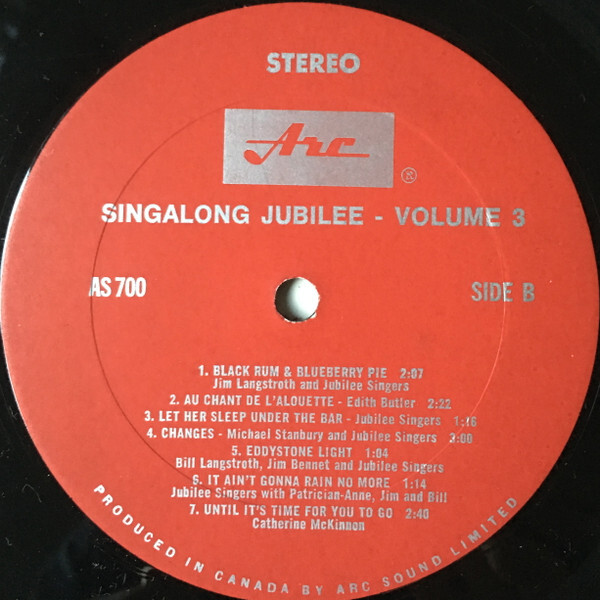 STEREO
Arc
SINGALONG JUBILEE - VOLUME 3
AS 700
SIDE B
1. BLACK RUM & BLUEBERRY PIE 2:07
Jim Langstroth and Jubilee Singers
2. AU CHANT DE L'ALOUETTE - Edith Butler 2:22
3. LET HER SLEEP UNDER THE BAR - Jubilee Singers 1:16
4. CHANGES - Michael Stanbury and Jubilee Singers 3:00
5. EDDYSTONE LIGHT 1:04
Bill Langstroth, Jim Bennet and Jubilee Singers
6. IT AIN'T GONNA RAIN NO MORE 1:14
Jubilee Singers with Patrician-Anne, Jim and Bill
7. UNTIL IT'S TIME FOR YOU TO GO 2:40
Catherine McKinnon
PRODUCED IN CANADA BY ARC SOUND LIMITED